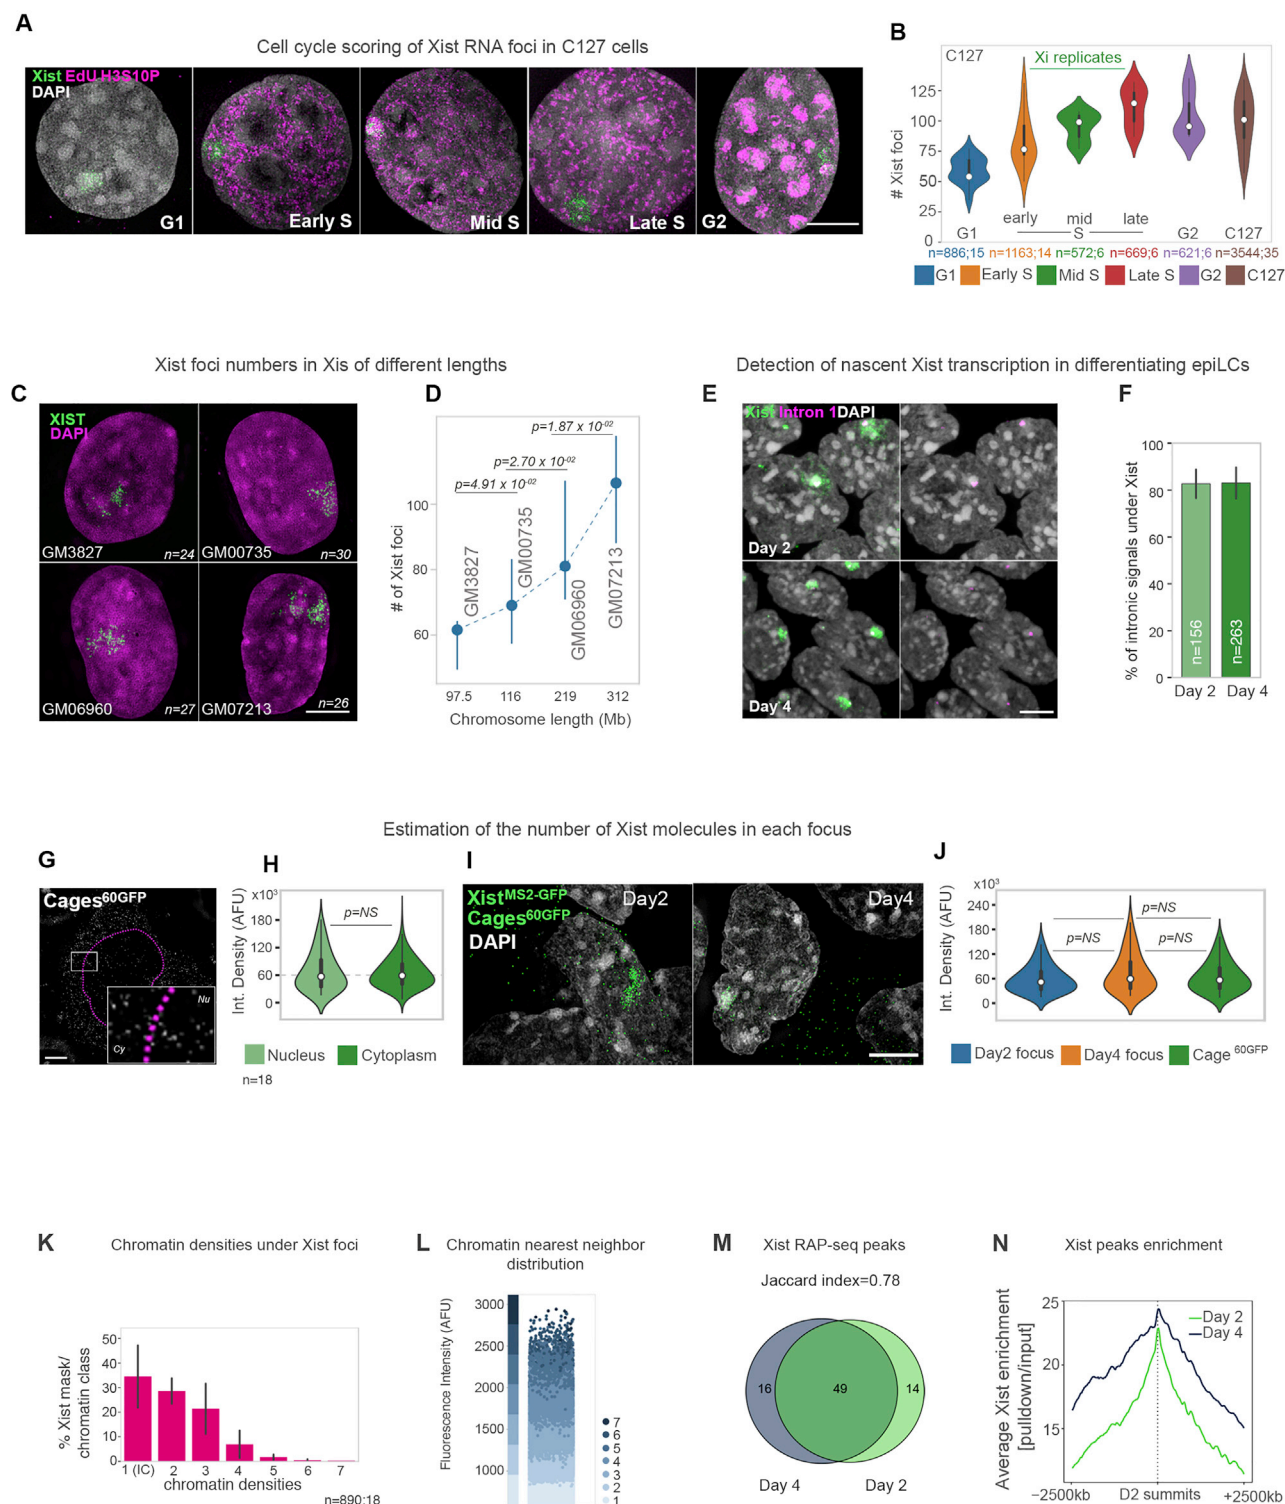 A
Cell cycle scoring of Xist RNA foci in C127 cells
Xist EdU H3S10P
DAPI
G1
Early S
Mid S
Late S
G2
B
C127
Xi replicates
# Xist foci
125
100
75
50
25
0
early
mid
late
G1
S
G2
C127
n=886;15
n=1163;14
n=572;6
n=669;6
n=621;6
n=3544;35
G1
Early S
Mid S
Late S
G2
C127
Xist foci numbers in Xis of different lengths
C
XIST
DAPI
GM3827
n=24
GM00735
n=30
GM06960
n=27
GM07213
n=26
D
p=1.87 x 10-02
p=2.70 x 10-02
p=4.91 x 10-02
# of Xist foci
100
80
60
GM3827
GM00735
GM06960
GM07213
97.5
116
219
312
Chromosome length (Mb)
Detection of nascent Xist transcription in differentiating epiLCs
E
Xist Intron 1 DAPI
Day 2
Day 4
F
% of intronic signals under Xist
100
80
60
40
20
0
n=156
n=263
Day 2
Day 4
Estimation of the number of Xist molecules in each focus
G
Cages60GFP
Nu
Cy
H
x10³
Int. Density (AFU)
180
120
60
0
p=NS
Nucleus
Cytoplasm
n=18
I
XistMS2-GFP
Cages60GFP
DAPI
Day2
Day4
J
x10³
Int. Density (AFU)
240
180
120
60
0
p=NS
p=NS
p=NS
Day2 focus
Day4 focus
Cage 60GFP
K
Chromatin densities under Xist foci
% Xist mask/
chromatin class
50
40
30
20
10
0
1 (IC)
2
3
4
5
6
7
chromatin densities
n=890;18
L
Chromatin nearest neighbor
distribution
Fluorescence Intensity (AFU)
3000
2500
2000
1500
1000
7
6
5
4
3
2
1
M
Xist RAP-seq peaks
Jaccard index=0.78
16
49
14
Day 4
Day 2
N
Xist peaks enrichment
Average Xist enrichment
[pulldown/input]
25
20
15
Day 2
Day 4
−2500kb
D2 summits
+2500kb